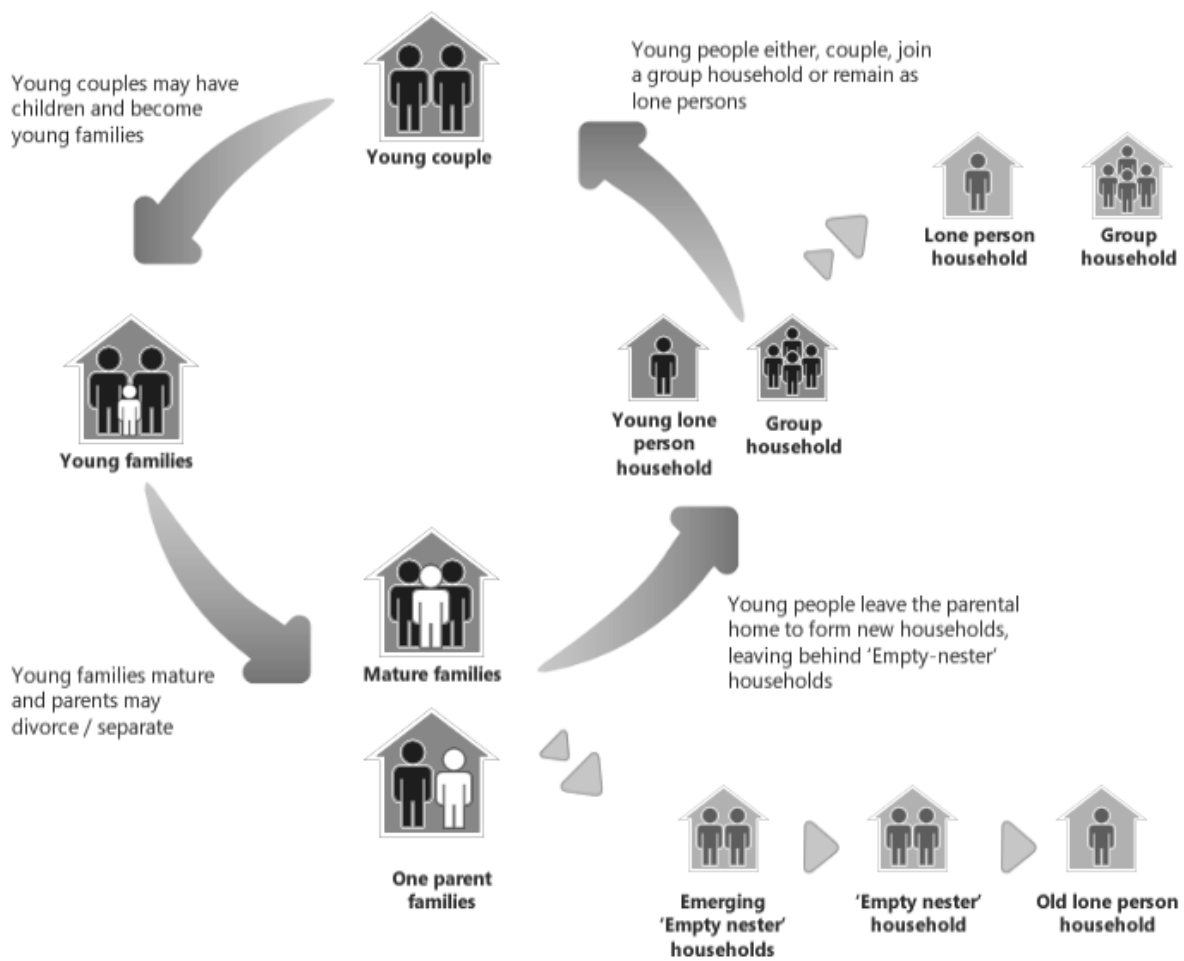 Young couples may have
children and become
young families
Young couple
Young people either, couple, join
a group household or remain as
lone persons
Lone person
household
Group
household
Young families
Young lone
person
household
Group
household
Young families mature
and parents may
divorce / separate
Mature families
Young people leave the parental
home to form new households,
leaving behind ‘Empty-nester’
households
One parent
families
Emerging
‘Empty nester’
households
‘Empty nester’
household
Old lone person
household